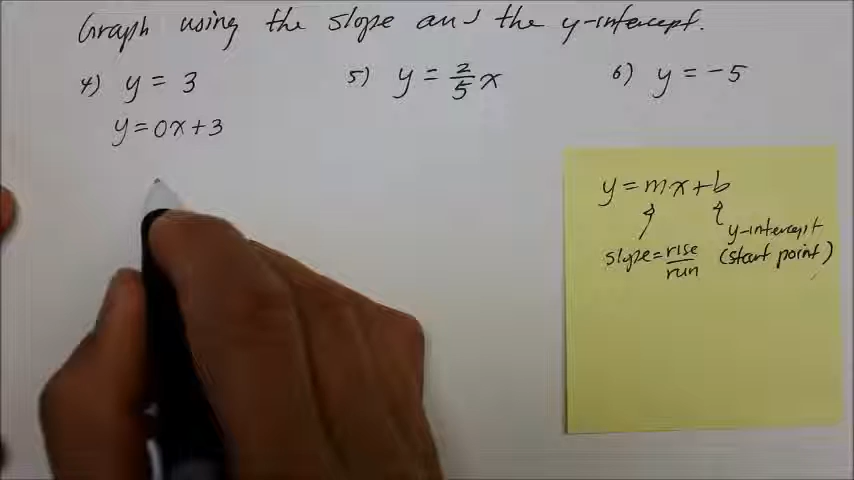 Graph using the slope and the y-intercept.
4) y = 3
y = 0x + 3
5) y = 2/5 x
6) y = -5
y = mx + b
slope = rise/run
y-intercept
(start point)